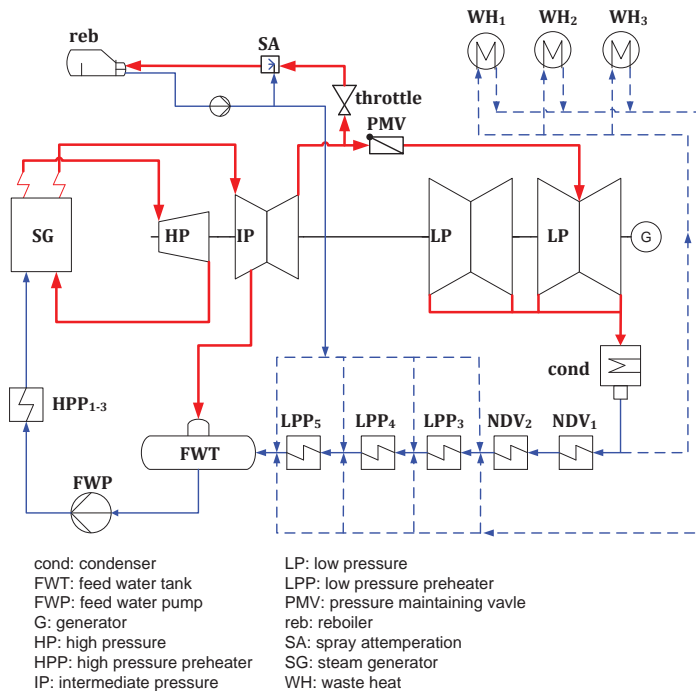 reb
SA
WH1
WH2
WH3
throttle
PMV
SG
HP
IP
LP
LP
G
cond
HPP1-3
LPP5
LPP4
LPP3
NDV2
NDV1
FWT
FWP
cond: condenser
FWT: feed water tank
FWP: feed water pump
G: generator
HP: high pressure
HPP: high pressure preheater
IP: intermediate pressure
LP: low pressure
LPP: low pressure preheater
PMV: pressure maintaining vavle
reb: reboiler
SA: spray attemperation
SG: steam generator
WH: waste heat